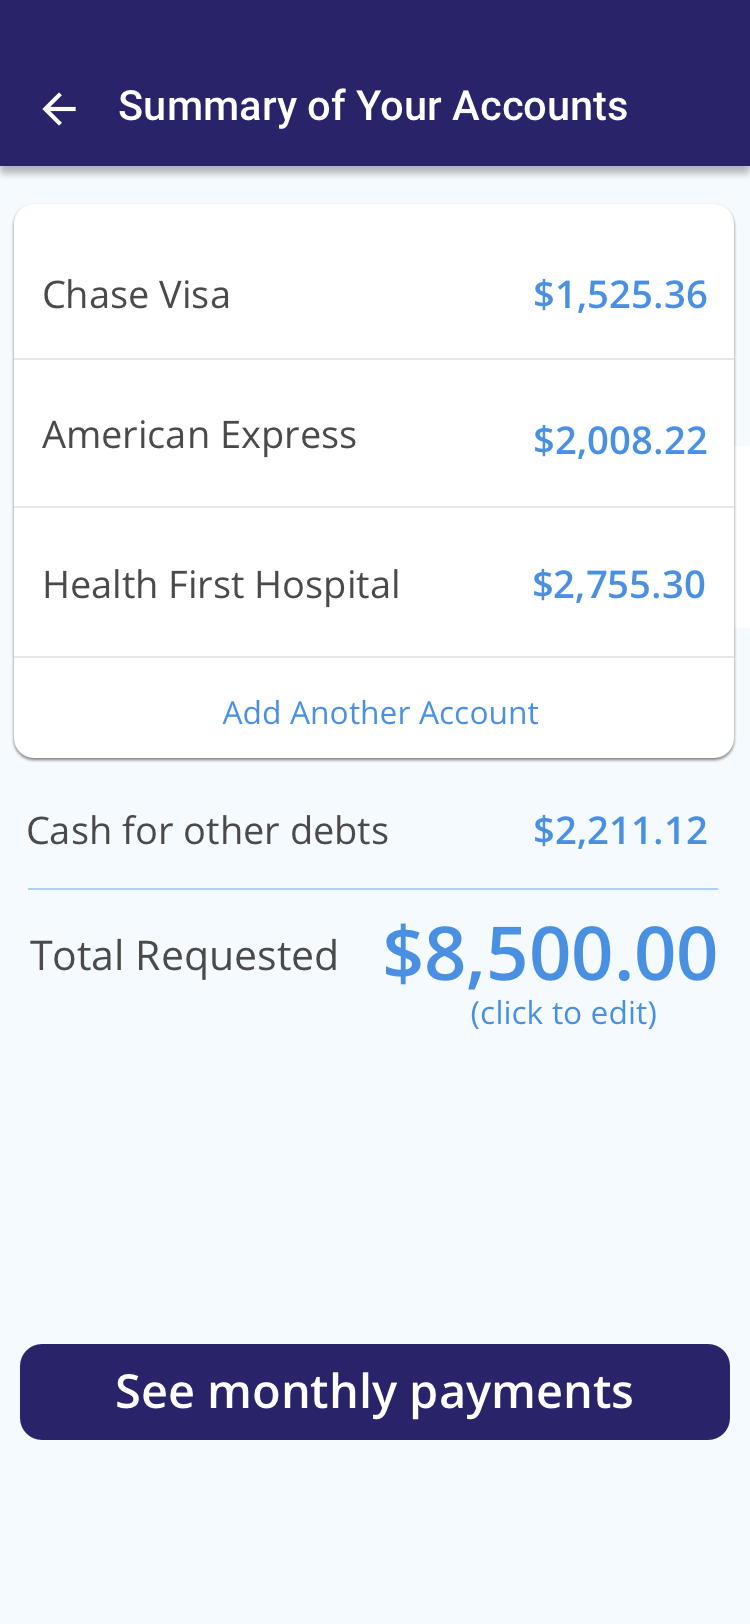 Summary of Your Accounts
Chase Visa $1,525.36
American Express $2,008.22
Health First Hospital $2,755.30
Add Another Account
Cash for other debts $2,211.12
Total Requested $8,500.00
(click to edit)
See monthly payments